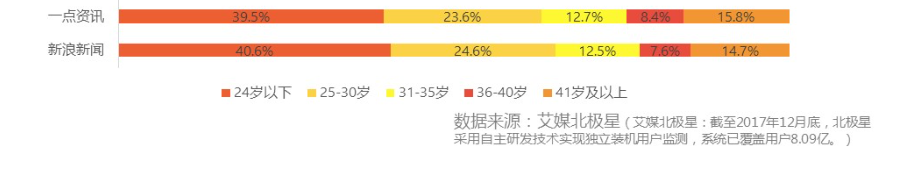 一点资讯 39.5% 23.6% 12.7% 8.4% 15.8%
新浪新闻 40.6% 24.6% 12.5% 7.6% 14.7%
24岁以下 25-30岁 31-35岁 36-40岁 41岁及以上
数据来源：艾媒北极星（艾媒北极星：截至2017年12月底，北极星
采用自主研发技术实现独立装机用户监测，系统已覆盖用户8.09亿。）